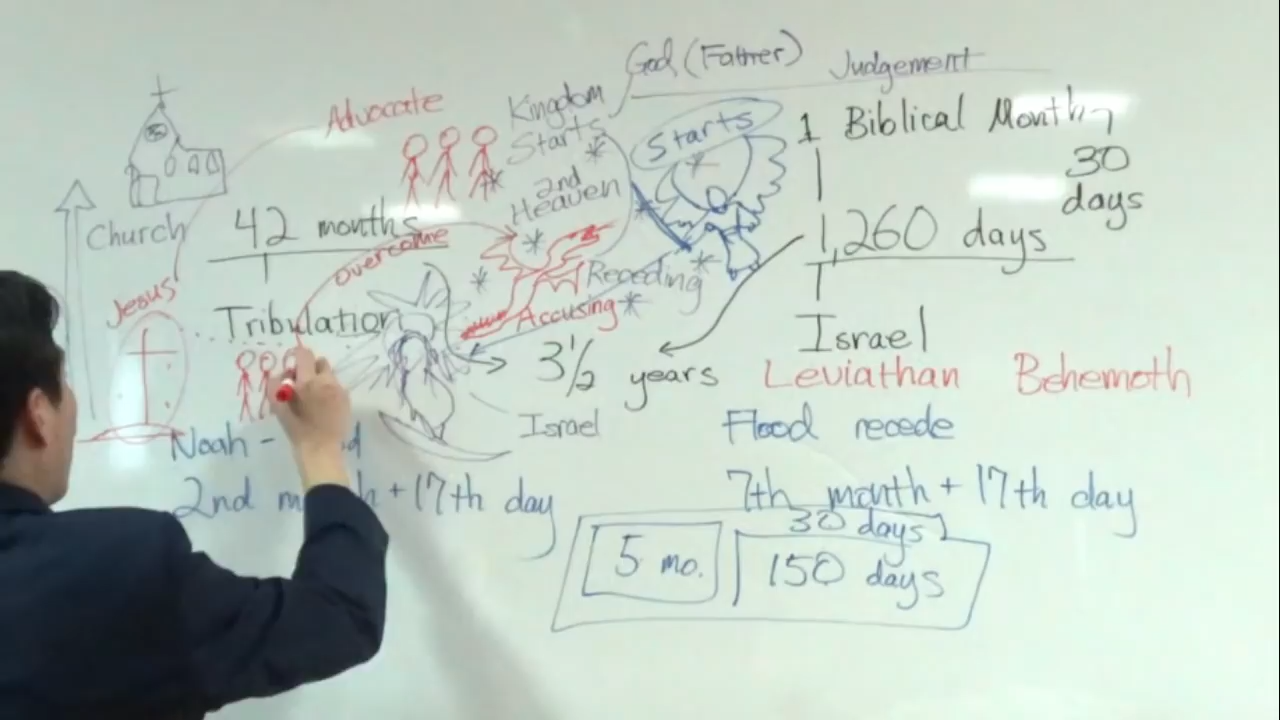 God (Father) Judgement
Advocate
Kingdom
Starts
Starts
1 Biblical Month
30
days
2nd
Heaven
Church
42 months
overcome
1,260 days
Jesus
Receding
Accusing
Tribulation
Israel
3 1/2 years
Leviathan Behemoth
Israel
Noah -
Flood recede
2nd + 17th day
7th month + 17th day
30 days
5 mo. 150 days